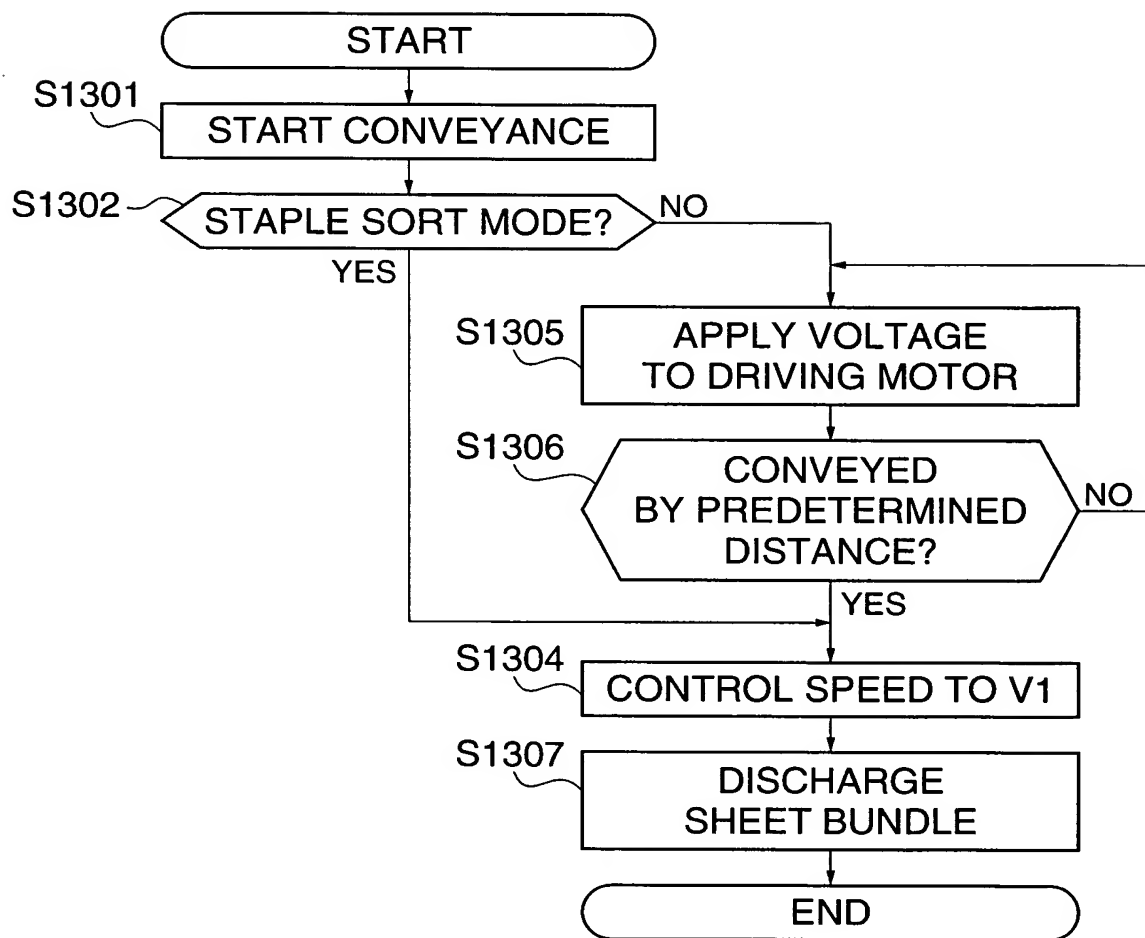 START
S1301
START CONVEYANCE
S1302
STAPLE SORT MODE?
NO
YES
S1305
APPLY VOLTAGE
TO DRIVING MOTOR
S1306
CONVEYED
BY PREDETERMINED
DISTANCE?
NO
YES
S1304
CONTROL SPEED TO V1
S1307
DISCHARGE
SHEET BUNDLE
END